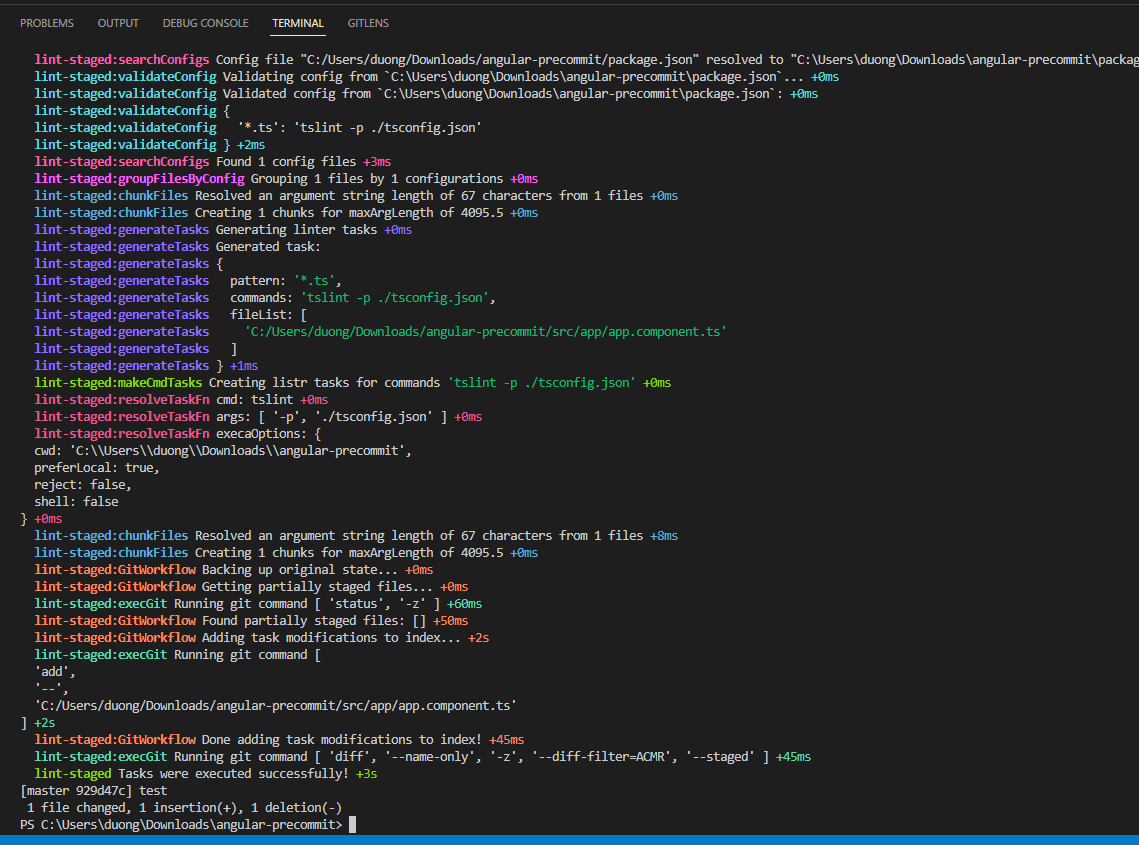 PROBLEMS OUTPUT DEBUG CONSOLE TERMINAL GITLENS
lint-staged:searchConfigs Config file "C:/Users/duong/Downloads/angular-precommit/package.json" resolved to "C:\Users\duong\Downloads\angular-precommit\packag
lint-staged:validateConfig Validating config from `C:\Users\duong\Downloads\angular-precommit\package.json`... +0ms
lint-staged:validateConfig Validated config from `C:\Users\duong\Downloads\angular-precommit\package.json`: +0ms
lint-staged:validateConfig {
lint-staged:validateConfig   '*.ts': 'tslint -p ./tsconfig.json'
lint-staged:validateConfig } +2ms
lint-staged:searchConfigs Found 1 config files +3ms
lint-staged:groupFilesByConfig Grouping 1 files by 1 configurations +0ms
lint-staged:chunkFiles Resolved an argument string length of 67 characters from 1 files +0ms
lint-staged:chunkFiles Creating 1 chunks for maxArgLength of 4095.5 +0ms
lint-staged:generateTasks Generating linter tasks +0ms
lint-staged:generateTasks Generated task:
lint-staged:generateTasks {
lint-staged:generateTasks   pattern: '*.ts',
lint-staged:generateTasks   commands: 'tslint -p ./tsconfig.json',
lint-staged:generateTasks   fileList: [
lint-staged:generateTasks     'C:/Users/duong/Downloads/angular-precommit/src/app/app.component.ts'
lint-staged:generateTasks   ]
lint-staged:generateTasks } +1ms
lint-staged:makeCmdTasks Creating listr tasks for commands 'tslint -p ./tsconfig.json' +0ms
lint-staged:resolveTaskFn cmd: tslint +0ms
lint-staged:resolveTaskFn args: [ '-p', './tsconfig.json' ] +0ms
lint-staged:resolveTaskFn execaOptions: {
cwd: 'C:\\Users\\duong\\Downloads\\angular-precommit',
preferLocal: true,
reject: false,
shell: false
} +0ms
lint-staged:chunkFiles Resolved an argument string length of 67 characters from 1 files +8ms
lint-staged:chunkFiles Creating 1 chunks for maxArgLength of 4095.5 +0ms
lint-staged:GitWorkflow Backing up original state... +0ms
lint-staged:GitWorkflow Getting partially staged files... +0ms
lint-staged:execGit Running git command [ 'status', '-z' ] +60ms
lint-staged:GitWorkflow Found partially staged files: [] +50ms
lint-staged:GitWorkflow Adding task modifications to index... +2s
lint-staged:execGit Running git command [
'add',
'--',
'C:/Users/duong/Downloads/angular-precommit/src/app/app.component.ts'
] +2s
lint-staged:GitWorkflow Done adding task modifications to index! +45ms
lint-staged:execGit Running git command [ 'diff', '--name-only', '-z', '--diff-filter=ACMR', '--staged' ] +45ms
lint-staged Tasks were executed successfully! +3s
[master 929d47c] test
1 file changed, 1 insertion(+), 1 deletion(-)
PS C:\Users\duong\Downloads\angular-precommit>